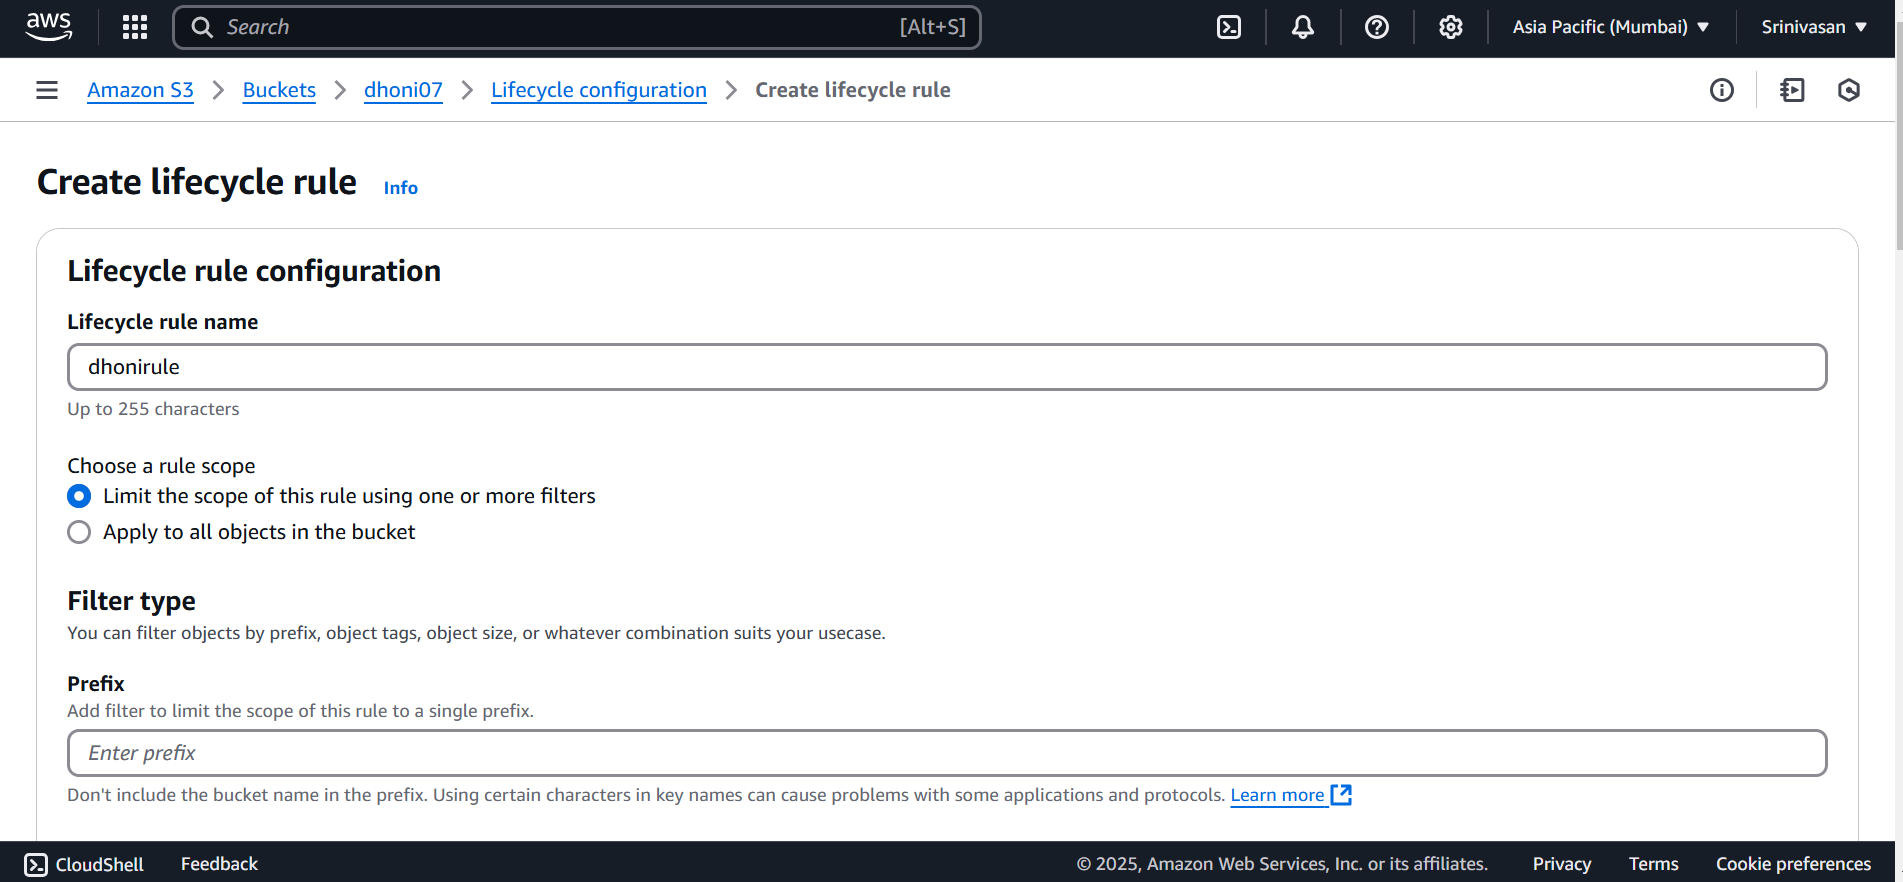 aws Search [Alt+S] Asia Pacific (Mumbai) Srinivasan
Amazon S3 Buckets dhoni07 Lifecycle configuration Create lifecycle rule
Create lifecycle rule Info
Lifecycle rule configuration
Lifecycle rule name
dhonirule
Up to 255 characters
Choose a rule scope
Limit the scope of this rule using one or more filters
Apply to all objects in the bucket
Filter type
You can filter objects by prefix, object tags, object size, or whatever combination suits your usecase.
Prefix
Add filter to limit the scope of this rule to a single prefix.
Enter prefix
Don't include the bucket name in the prefix. Using certain characters in key names can cause problems with some applications and protocols. Learn more
CloudShell Feedback © 2025, Amazon Web Services, Inc. or its affiliates. Privacy Terms Cookie preferences